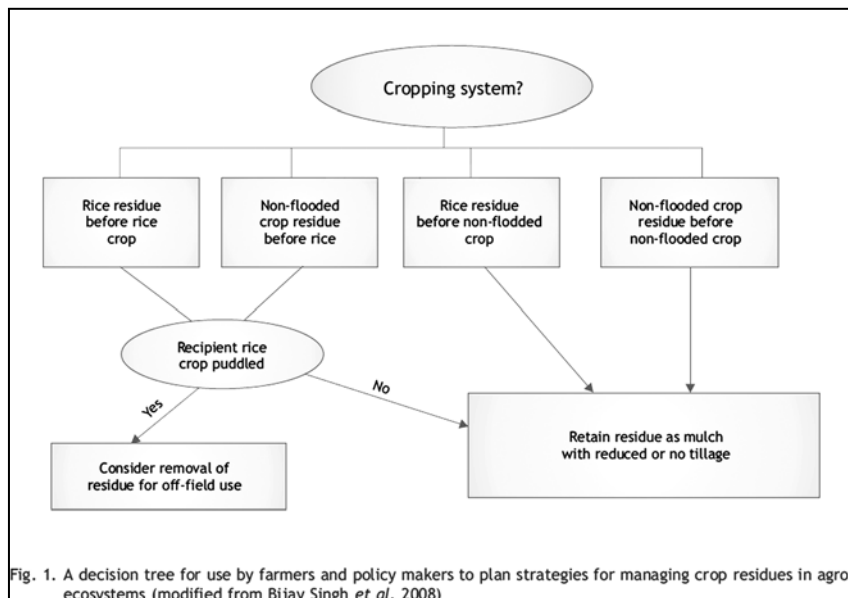 Cropping system?
Rice residue
before rice
crop
Non-flooded
crop residue
before rice
Rice residue
before non-flodded
crop
Non-flooded crop
residue before
non-flooded crop
Recipient rice
crop puddled
Yes
No
Consider removal of
residue for off-field use
Retain residue as mulch
with reduced or no tillage
Fig. 1. A decision tree for use by farmers and policy makers to plan strategies for managing crop residues in agro
ecosystems (modified from Bijay Singh et al. 2008)